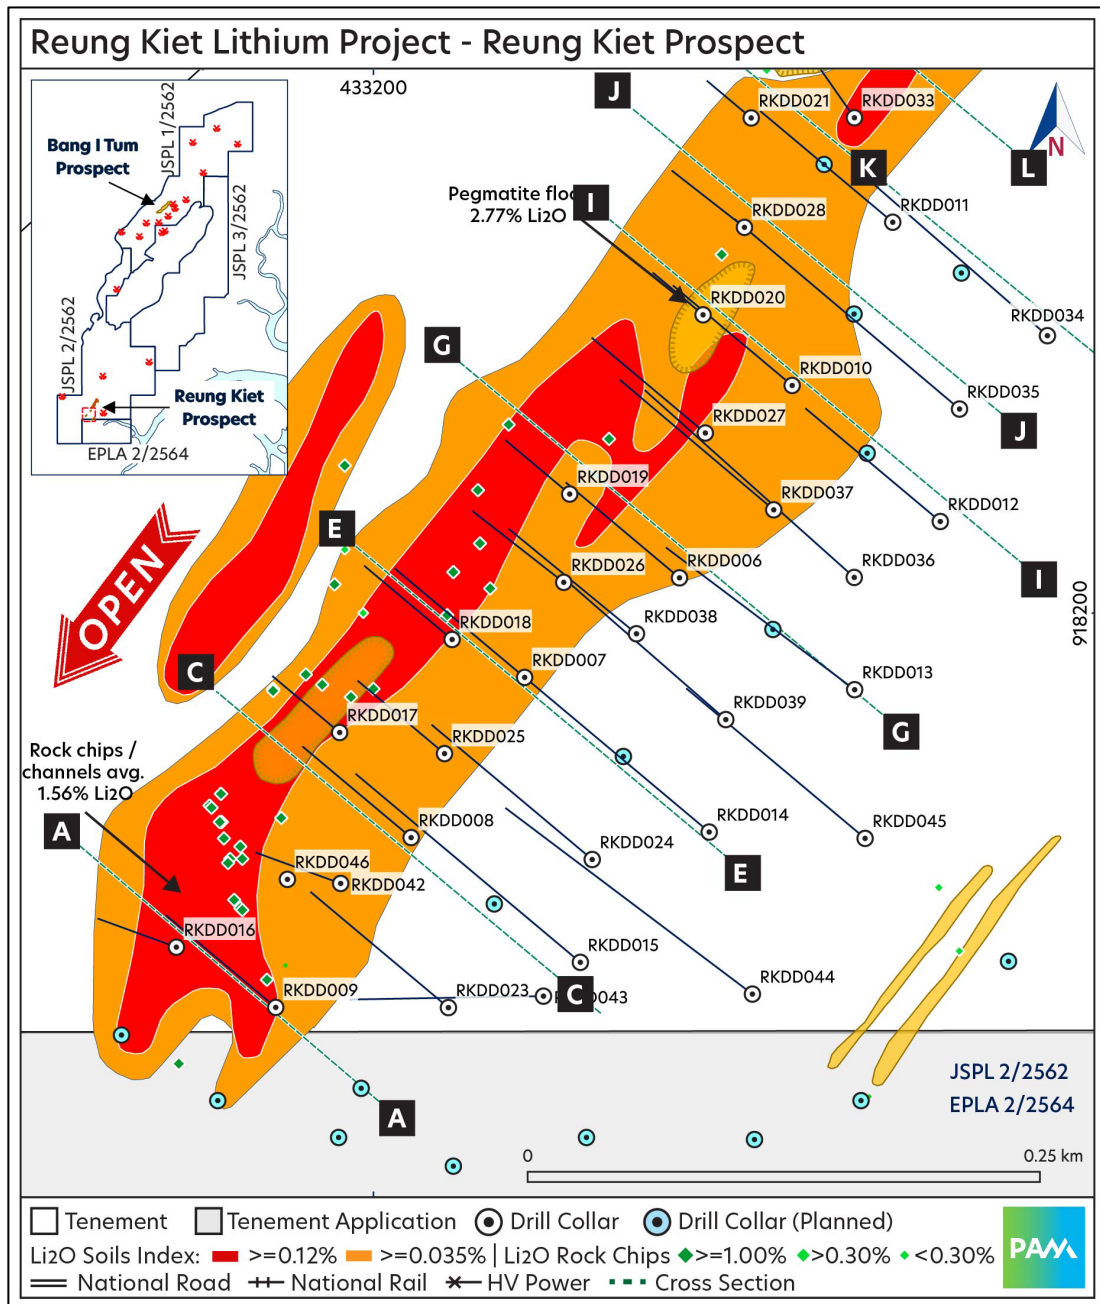 Reung Kiet Lithium Project - Reung Kiet Prospect
433200
JSPL 1/2562
Bang I Tum
Prospect
JSPL 3/2562
JSPL 2/2562
Reung Kiet
Prospect
EPLA 2/2564
N
J
RKDD021
RKDD033
K
L
Pegmatite
2.77% Li2O
I
RKDD028
RKDD011
RKDD020
RKDD034
G
RKDD010
RKDD035
J
RKDD027
RKDD019
RKDD037
RKDD012
E
OPEN
RKDD026
RKDD006
RKDD036
I
918200
RKDD018
RKDD038
C
RKDD007
RKDD013
RKDD017
RKDD025
RKDD039
G
Rock chips /
channels avg.
1.56% Li2O
A
RKDD008
RKDD014
RKDD045
RKDD024
E
RKDD046
RKDD042
RKDD016
RKDD015
RKDD009
RKDD023
C
043
RKDD044
JSPL 2/2562
EPLA 2/2564
A
0
0.25 km
Tenement
Tenement Application
Drill Collar
Drill Collar (Planned)
Li2O Soils Index: >=0.12% >=0.035% | Li2O Rock Chips >=1.00% >0.30% <0.30%
National Road
National Rail
HV Power
Cross Section
PAM